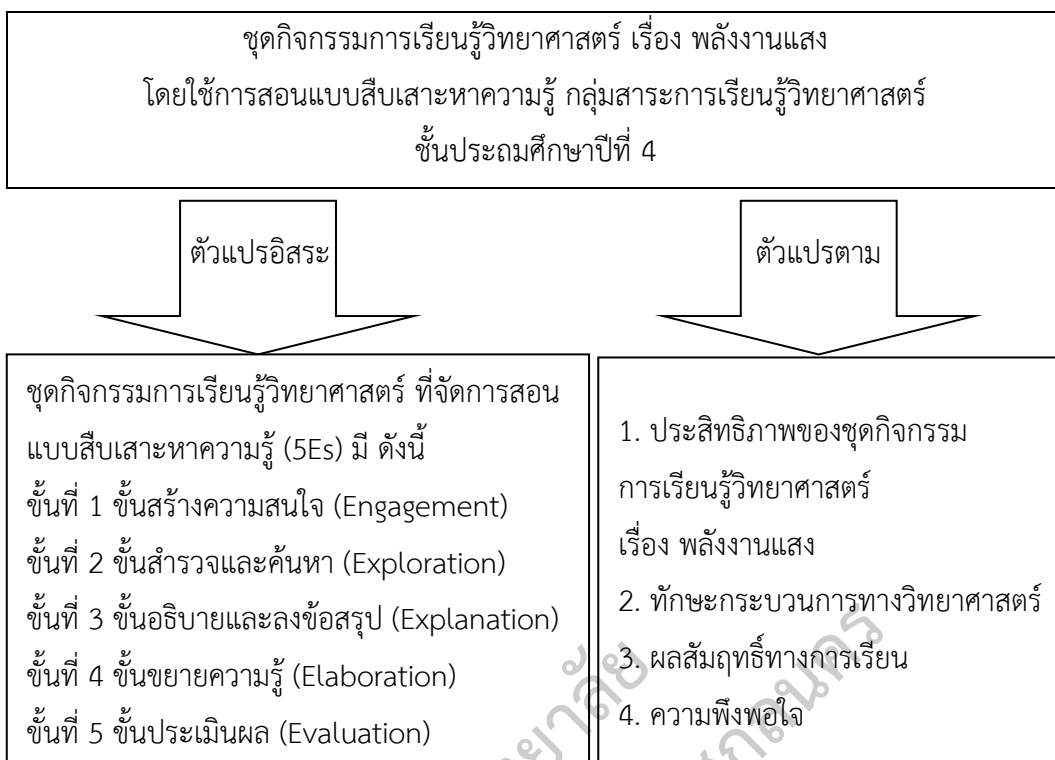 ชุดกิจกรรมการเรียนรู้วิทยาศาสตร์ เรื่อง พลังงานแสง
โดยใช้การสอนแบบสืบเสาะหาความรู้ กลุ่มสาระการเรียนรู้วิทยาศาสตร์
ชั้นประถมศึกษาปีที่ 4
ตัวแปรอิสระ
ตัวแปรตาม
ชุดกิจกรรมการเรียนรู้วิทยาศาสตร์ ที่จัดการสอน
แบบสืบเสาะหาความรู้ (5Es) มี ดังนี้
ขั้นที่ 1 ขั้นสร้างความสนใจ (Engagement)
ขั้นที่ 2 ขั้นสำรวจและค้นหา (Exploration)
ขั้นที่ 3 ขั้นอธิบายและลงข้อสรุป (Explanation)
ขั้นที่ 4 ขั้นขยายความรู้ (Elaboration)
ขั้นที่ 5 ขั้นประเมินผล (Evaluation)
1. ประสิทธิภาพของชุดกิจกรรม
การเรียนรู้วิทยาศาสตร์
เรื่อง พลังงานแสง
2. ทักษะกระบวนการทางวิทยาศาสตร์
3. ผลสัมฤทธิ์ทางการเรียน
4. ความพึงพอใจ